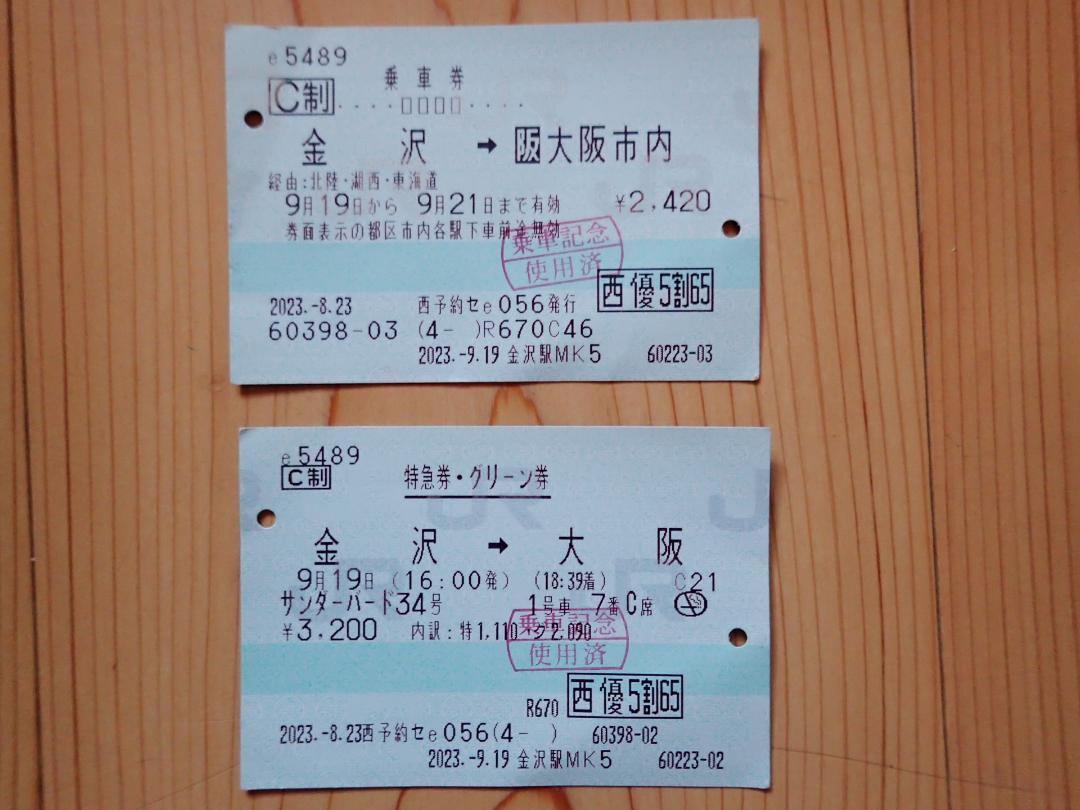 e5489
C制
乗車券
‥‥□□□□‥‥
金沢 → 阪大阪市内
経由:北陸・湖西・東海道
9月19日から 9月21日まで有効 ¥2,420
券面表示の都区市内各駅下車前途無効
乗車記念
使用済
西優5割65
2023.-8.23 西予約セe056発行
60398-03 (4- )R670C46
2023.-9.19 金沢駅MK5 60223-03
e5489
C制
特急券・グリーン券
金沢 → 大阪
9月19日 (16:00発) (18:39着) C21
サンダーバード34号 1号車 7番C席
¥3,200 内訳:特1,110・グ2,090
乗車記念
使用済
R670 西優5割65
2023.-8.23西予約セe056(4- ) 60398-02
2023.-9.19 金沢駅MK5 60223-02